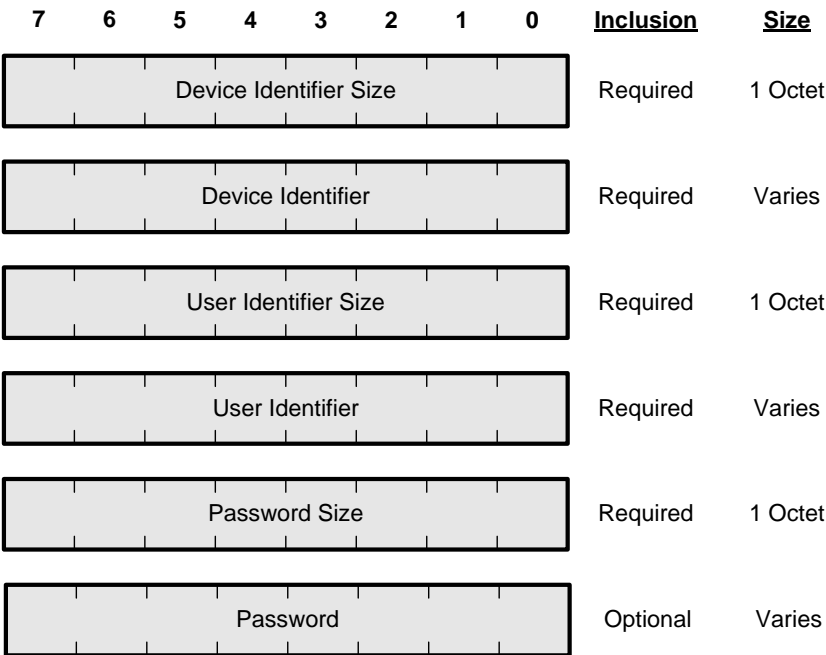 7 6 5 4 3 2 1 0 Inclusion Size
Device Identifier Size Required 1 Octet
Device Identifier Required Varies
User Identifier Size Required 1 Octet
User Identifier Required Varies
Password Size Required 1 Octet
Password Optional Varies